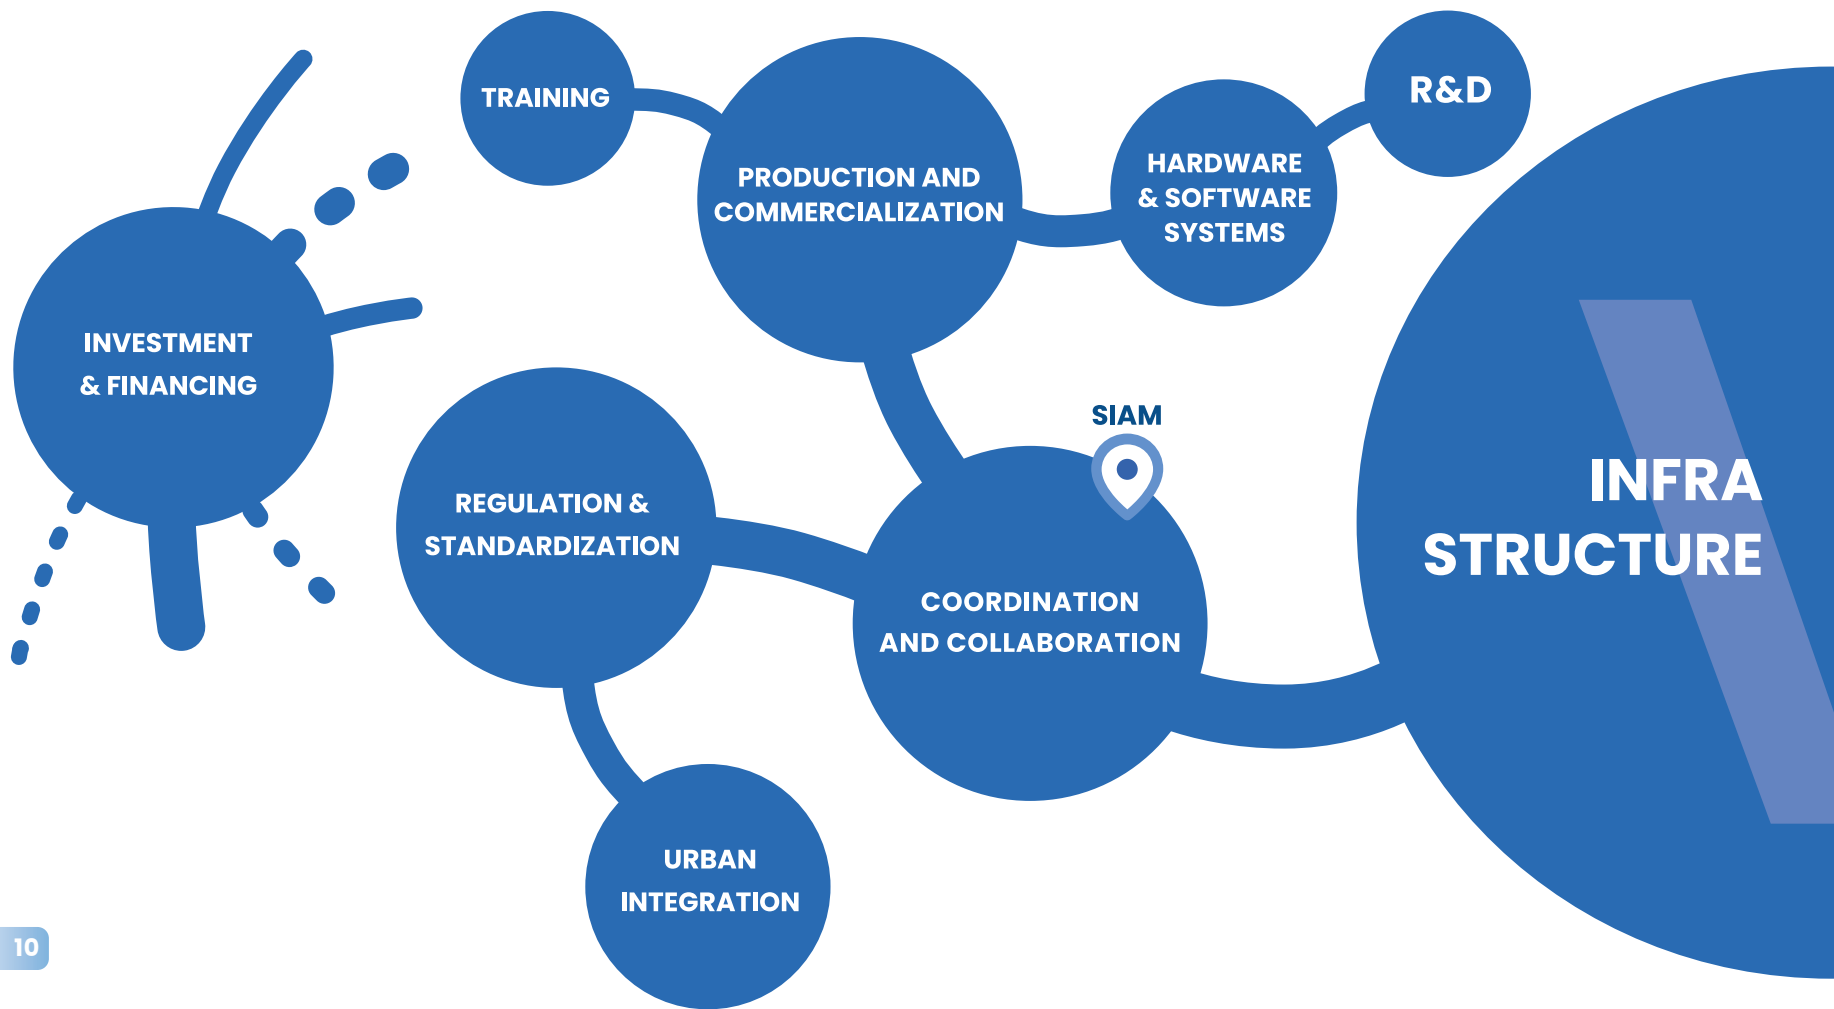 TRAINING
PRODUCTION AND
COMMERCIALIZATION
HARDWARE
& SOFTWARE
SYSTEMS
R&D
INVESTMENT
& FINANCING
REGULATION &
STANDARDIZATION
SIAM
COORDINATION
AND COLLABORATION
INFRA
STRUCTURE
URBAN
INTEGRATION
10